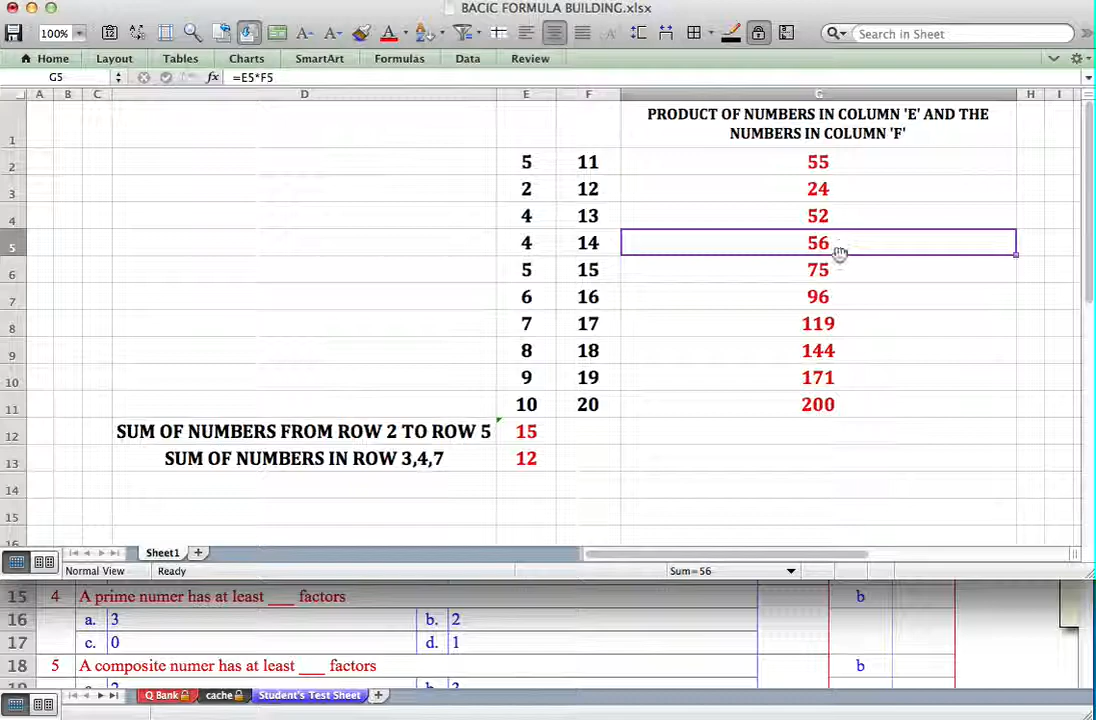 BACIC FORMULA BUILDING.xlsx
100% Search in Sheet
Home Layout Tables Charts SmartArt Formulas Data Review
G5 fx =E5*F5
A B C D E F G H I
1 PRODUCT OF NUMBERS IN COLUMN 'E' AND THE
NUMBERS IN COLUMN 'F'
2 5 11 55
3 2 12 24
4 4 13 52
5 4 14 56
6 5 15 75
7 6 16 96
8 7 17 119
9 8 18 144
10 9 19 171
11 10 20 200
12 SUM OF NUMBERS FROM ROW 2 TO ROW 5 15
13 SUM OF NUMBERS IN ROW 3,4,7 12
14
15
16
Sheet1
Normal View Ready Sum=56
15 4 A prime numer has at least ___ factors b
16 a. 3 b. 2
17 c. 0 d. 1
18 5 A composite numer has at least ___ factors b
Q Bank cache Student's Test Sheet